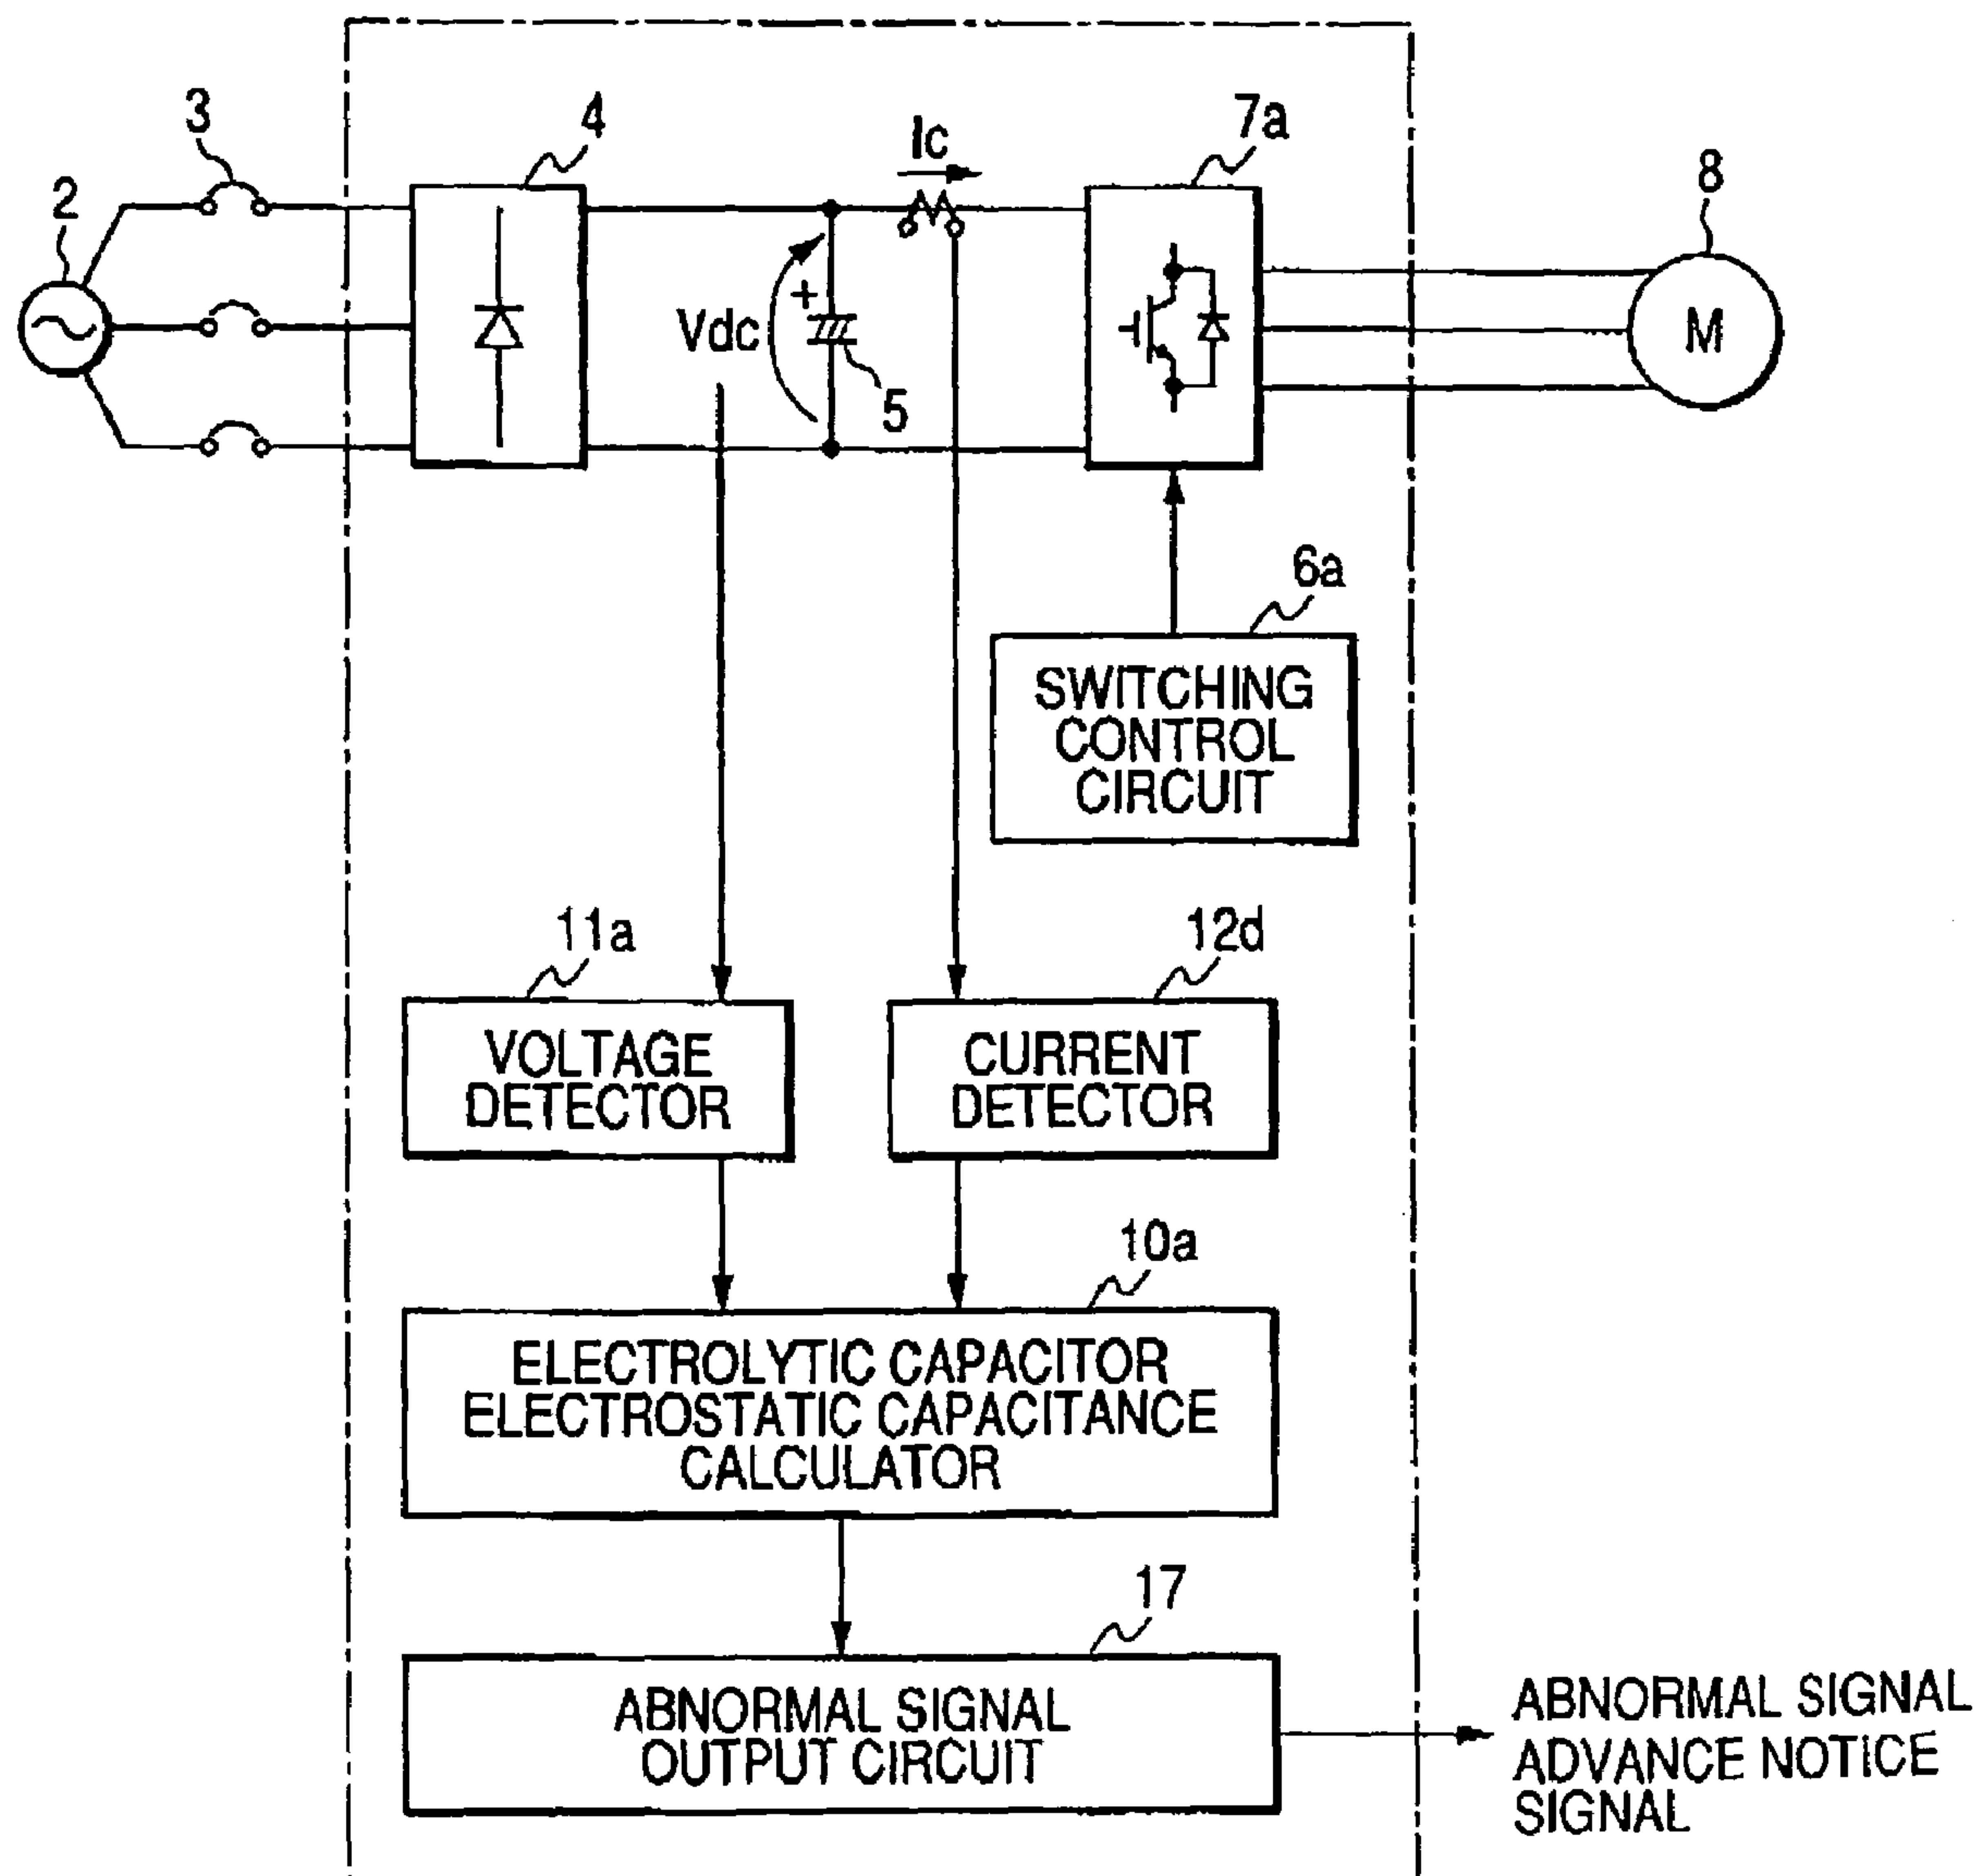 3
4
Ic
7a
8
2
+
Vdc
5
M
6a
SWITCHING
CONTROL
CIRCUIT
11a
12d
VOLTAGE
DETECTOR
CURRENT
DETECTOR
10a
ELECTROLYTIC CAPACITOR
ELECTROSTATIC CAPACITANCE
CALCULATOR
17
ABNORMAL SIGNAL
OUTPUT CIRCUIT
ABNORMAL SIGNAL
ADVANCE NOTICE
SIGNAL